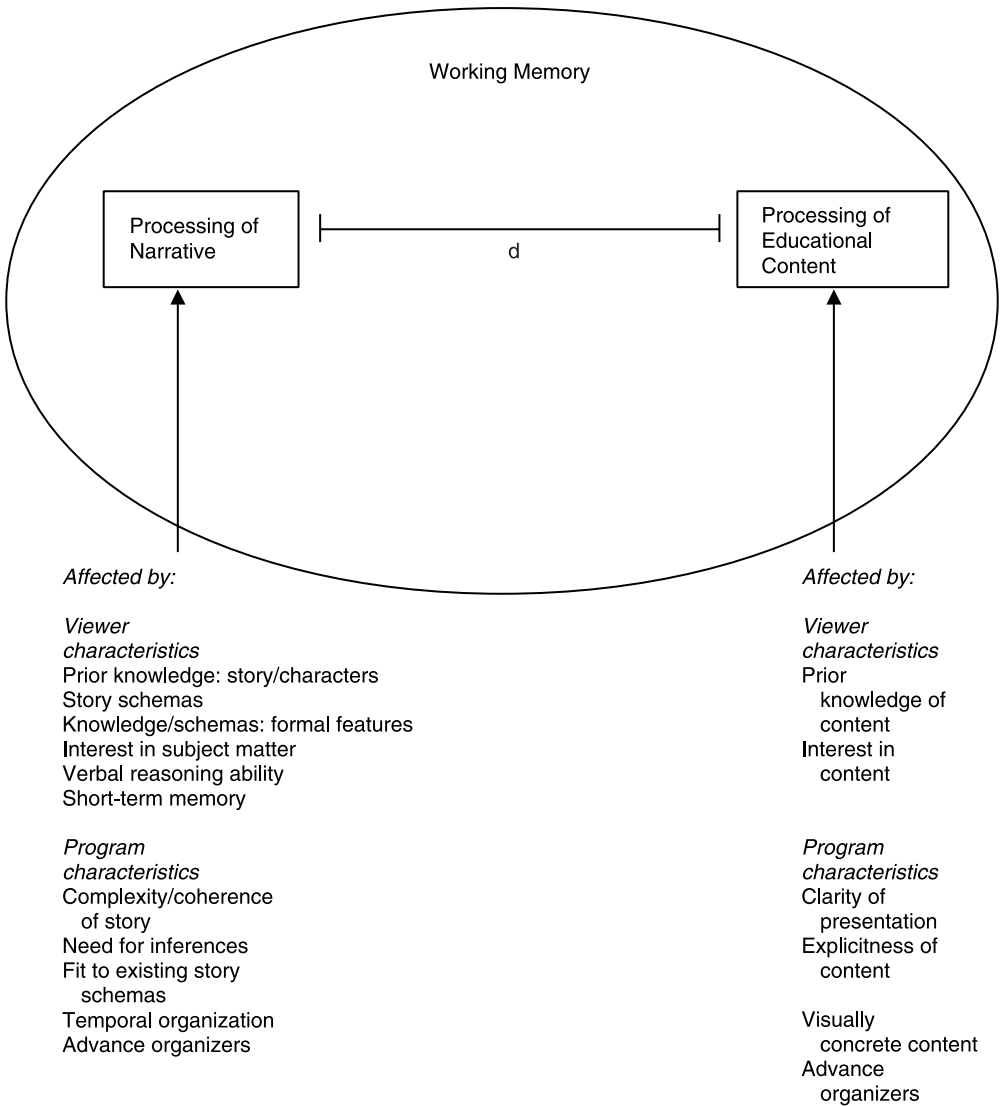 Working Memory
Processing of
Narrative
d
Processing of
Educational
Content
Affected by:
Viewer
characteristics
Prior knowledge: story/characters
Story schemas
Knowledge/schemas: formal features
Interest in subject matter
Verbal reasoning ability
Short-term memory
Program
characteristics
Complexity/coherence
of story
Need for inferences
Fit to existing story
schemas
Temporal organization
Advance organizers
Affected by:
Viewer
characteristics
Prior
knowledge of
content
Interest in
content
Program
characteristics
Clarity of
presentation
Explicitness of
content
Visually
concrete content
Advance
organizers